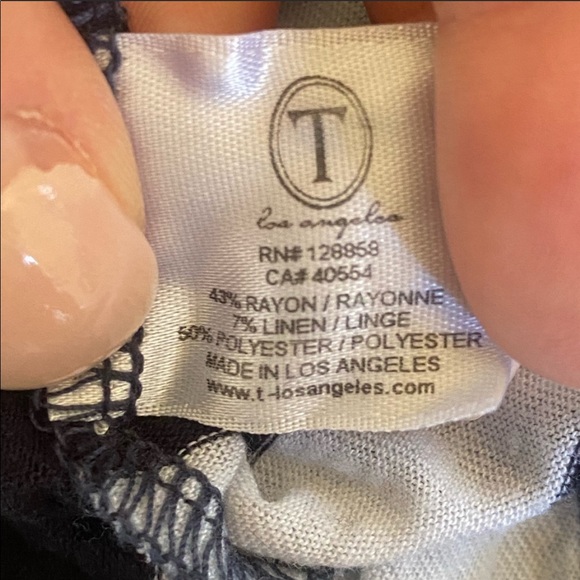 T
los angeles
RN# 128858
CA# 40554
43% RAYON / RAYONNE
7% LINEN / LINGE
50% POLYESTER / POLYESTER
MADE IN LOS ANGELES
www.t-losangeles.com